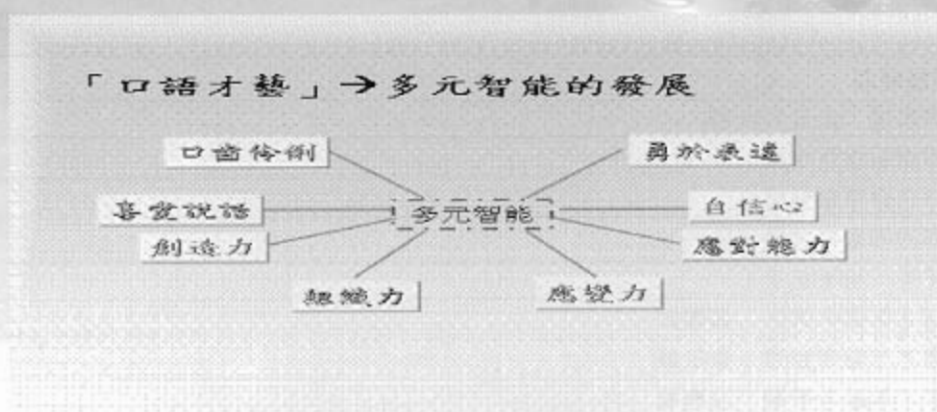 「口語才藝」→多元智能的發展
口齒伶俐
勇於表達
喜愛說話
多元智能
自信心
創造力
應對能力
組織力
應變力